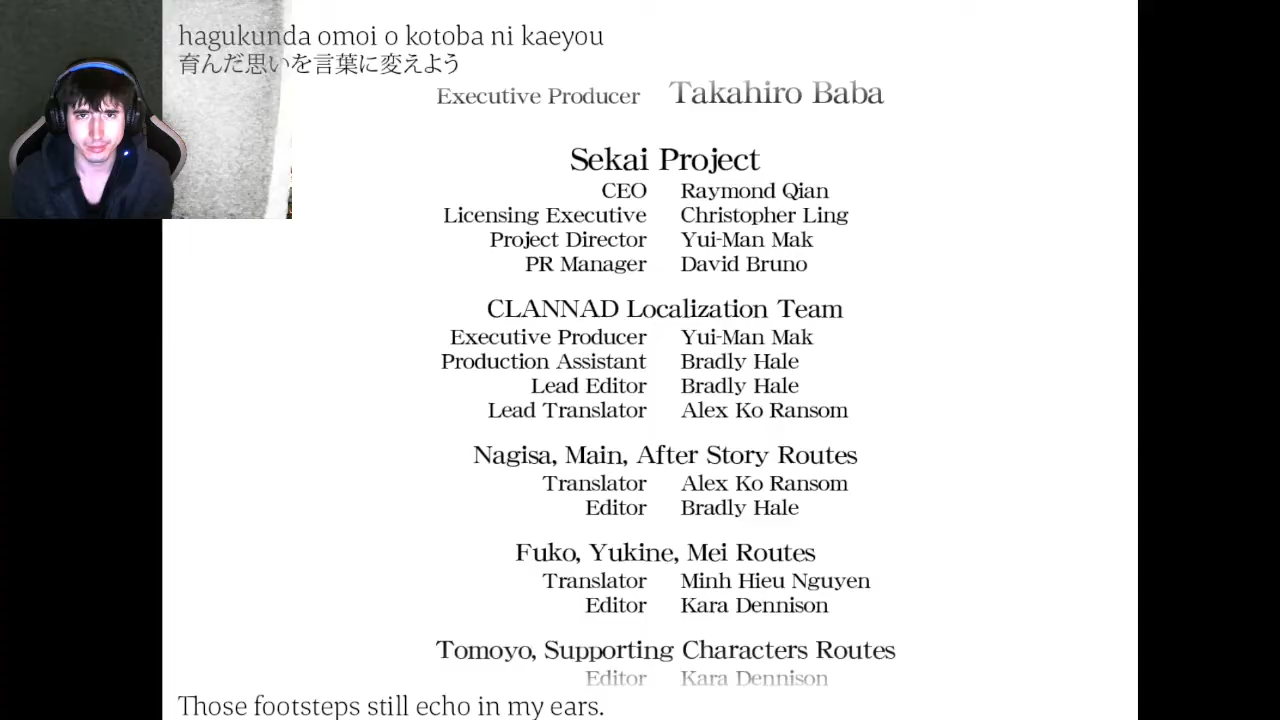 hagukunda omoi o kotoba ni kaeyou
育んだ思いを言葉に変えよう
Executive Producer Takahiro Baba
Sekai Project
CEO Raymond Qian
Licensing Executive Christopher Ling
Project Director Yui-Man Mak
PR Manager David Bruno
CLANNAD Localization Team
Executive Producer Yui-Man Mak
Production Assistant Bradly Hale
Lead Editor Bradly Hale
Lead Translator Alex Ko Ransom
Nagisa, Main, After Story Routes
Translator Alex Ko Ransom
Editor Bradly Hale
Fuko, Yukine, Mei Routes
Translator Minh Hieu Nguyen
Editor Kara Dennison
Tomoyo, Supporting Characters Routes
Editor Kara Dennison
Those footsteps still echo in my ears.